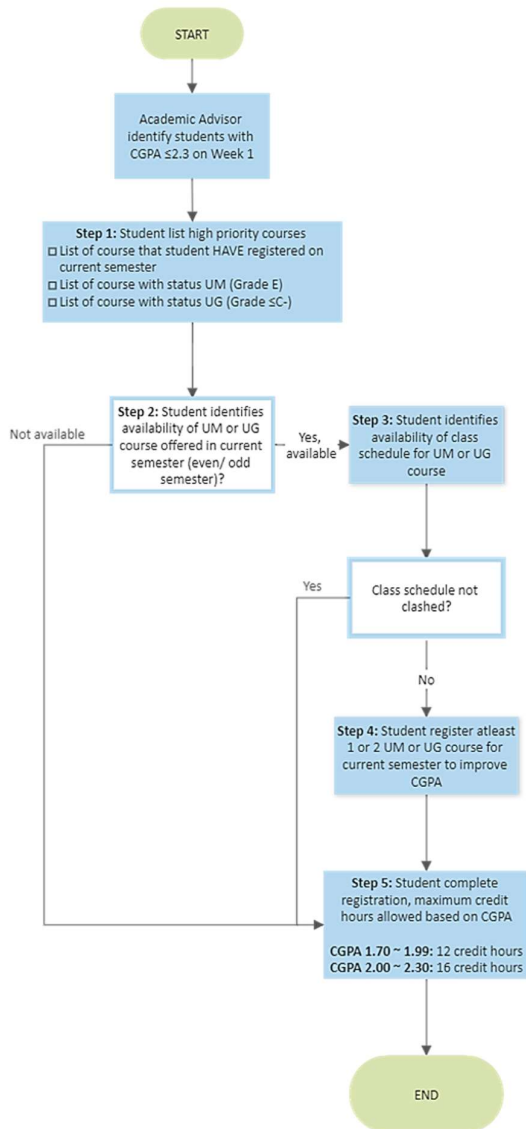 START
Academic Advisor
identify students with
CGPA ≤2.3 on Week 1
Step 1: Student list high priority courses
□ List of course that student HAVE registered on
current semester
□ List of course with status UM (Grade E)
□ List of course with status UG (Grade ≤C-)
Not available
Step 2: Student identifies
availability of UM or UG
course offered in current
semester (even/ odd
semester)?
Yes,
available
Step 3: Student identifies
availability of class
schedule for UM or UG
course
Yes
Class schedule not
clashed?
No
Step 4: Student register atleast
1 or 2 UM or UG course for
current semester to improve
CGPA
Step 5: Student complete
registration, maximum credit
hours allowed based on CGPA
CGPA 1.70 ~ 1.99: 12 credit hours
CGPA 2.00 ~ 2.30: 16 credit hours
END